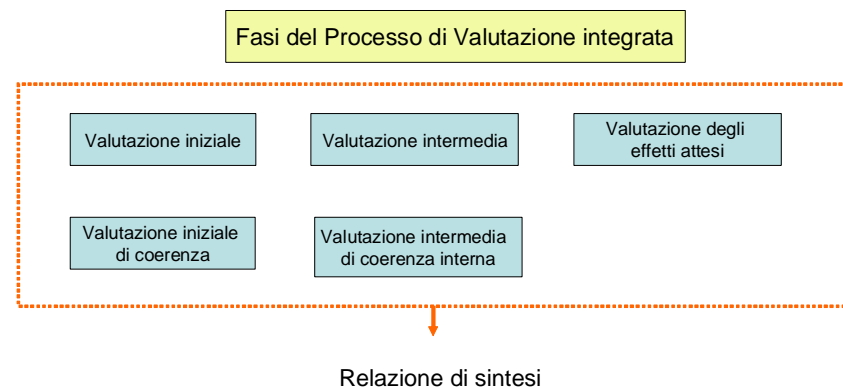 Fasi del Processo di Valutazione integrata
Valutazione iniziale
Valutazione intermedia
Valutazione degli
effetti attesi
Valutazione iniziale
di coerenza
Valutazione intermedia
di coerenza interna
Relazione di sintesi